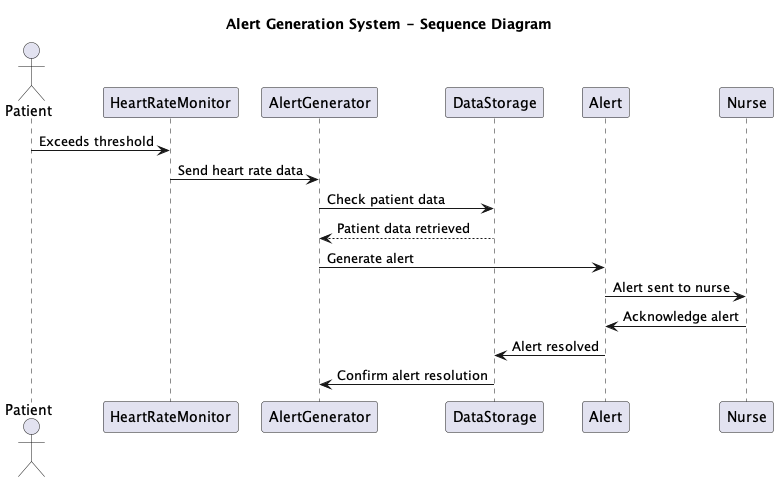 Alert Generation System - Sequence Diagram
Patient
HeartRateMonitor
AlertGenerator
DataStorage
Alert
Nurse
Exceeds threshold
Send heart rate data
Check patient data
Patient data retrieved
Generate alert
Alert sent to nurse
Acknowledge alert
Alert resolved
Confirm alert resolution
Patient
HeartRateMonitor
AlertGenerator
DataStorage
Alert
Nurse